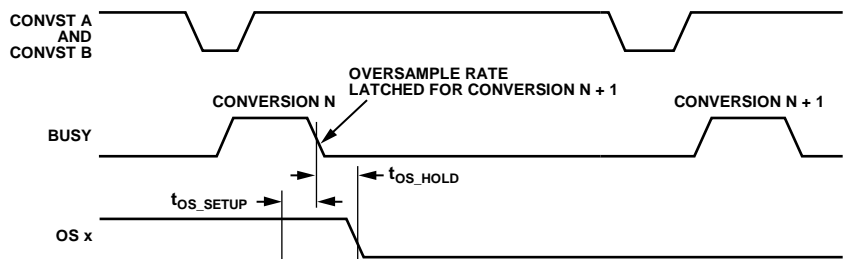 CONVST A
AND
CONVST B
OVERSAMPLE RATE
LATCHED FOR CONVERSION N + 1
CONVERSION N
CONVERSION N + 1
BUSY
tOS_HOLD
tOS_SETUP
OS x